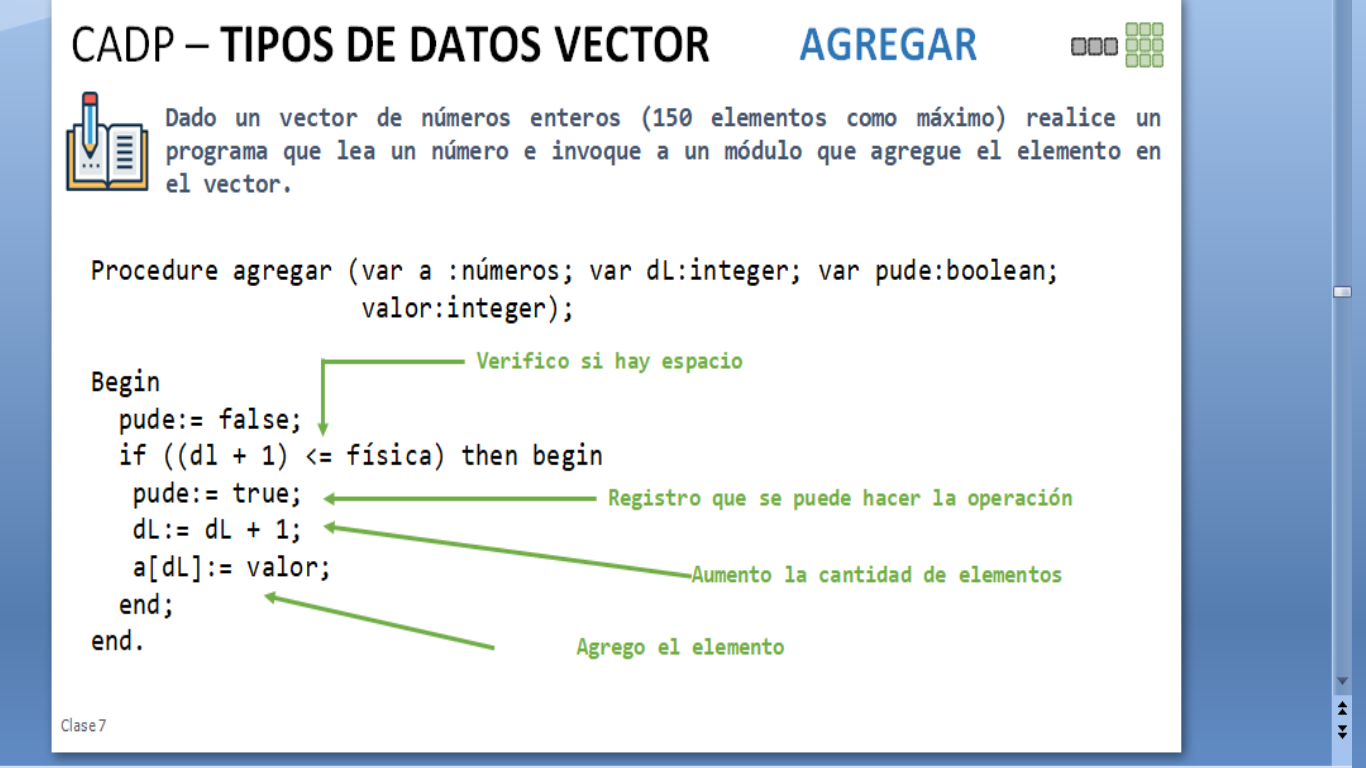 CADP – TIPOS DE DATOS VECTOR AGREGAR
Dado un vector de números enteros (150 elementos como máximo) realice un
programa que lea un número e invoque a un módulo que agregue el elemento en
el vector.
Procedure agregar (var a :números; var dL:integer; var pude:boolean;
valor:integer);
Verifico si hay espacio
Begin
pude:= false;
if ((dl + 1) <= física) then begin
pude:= true; Registro que se puede hacer la operación
dL:= dL + 1;
a[dL]:= valor; Aumento la cantidad de elementos
end;
end. Agrego el elemento
Clase 7